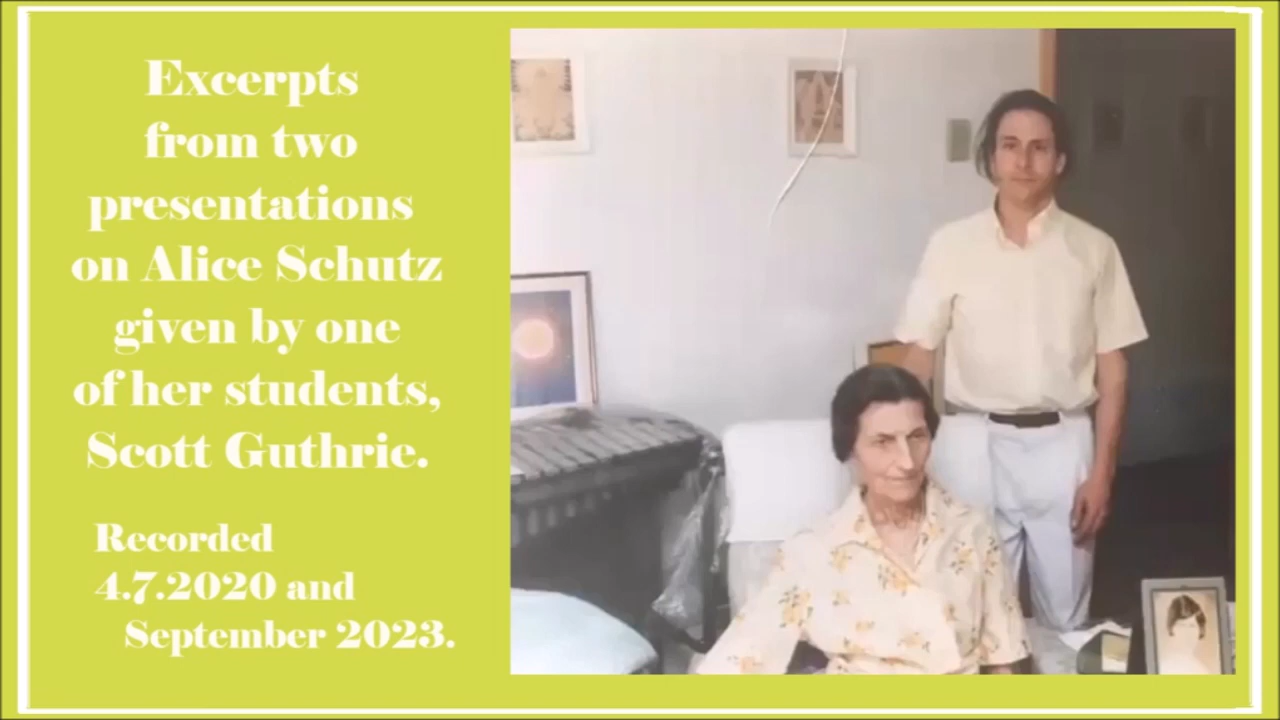 Excerpts
from two
presentations
on Alice Schutz
given by one
of her students,
Scott Guthrie.
Recorded
4.7.2020 and
September 2023.